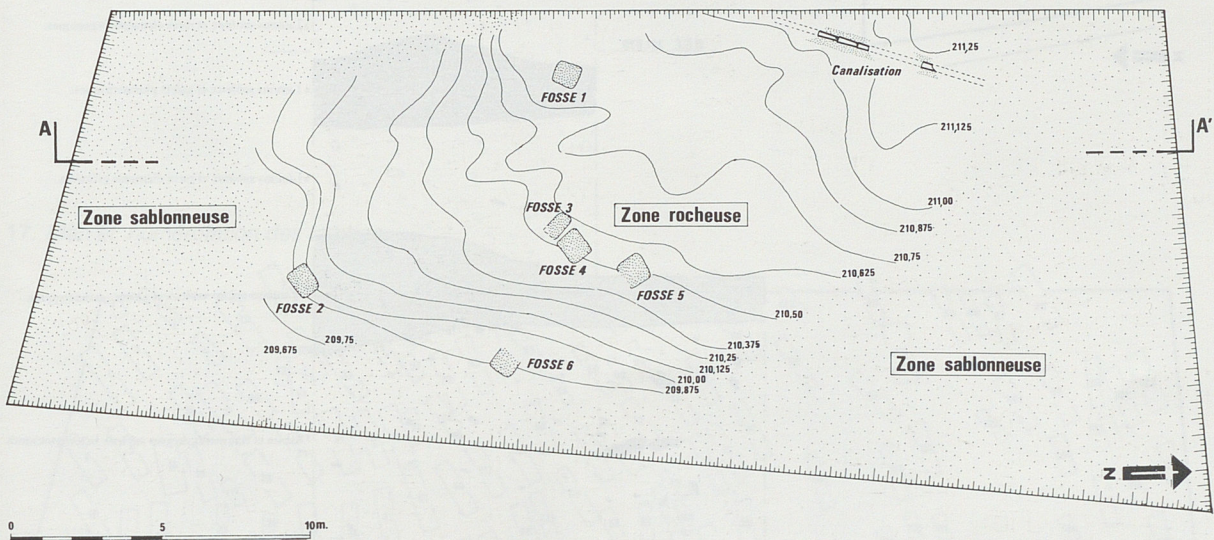 211,25
Canalisation
FOSSE 1
A
A'
211,125
Zone sablonneuse
FOSSE 3
Zone rocheuse
211,00
210,875
FOSSE 4
210,75
210,625
FOSSE 2
FOSSE 5
210,50
209,75
209,675
210,375
210,25
FOSSE 6
210,125
Zone sablonneuse
210,00
209,875
N
0 5 10m.